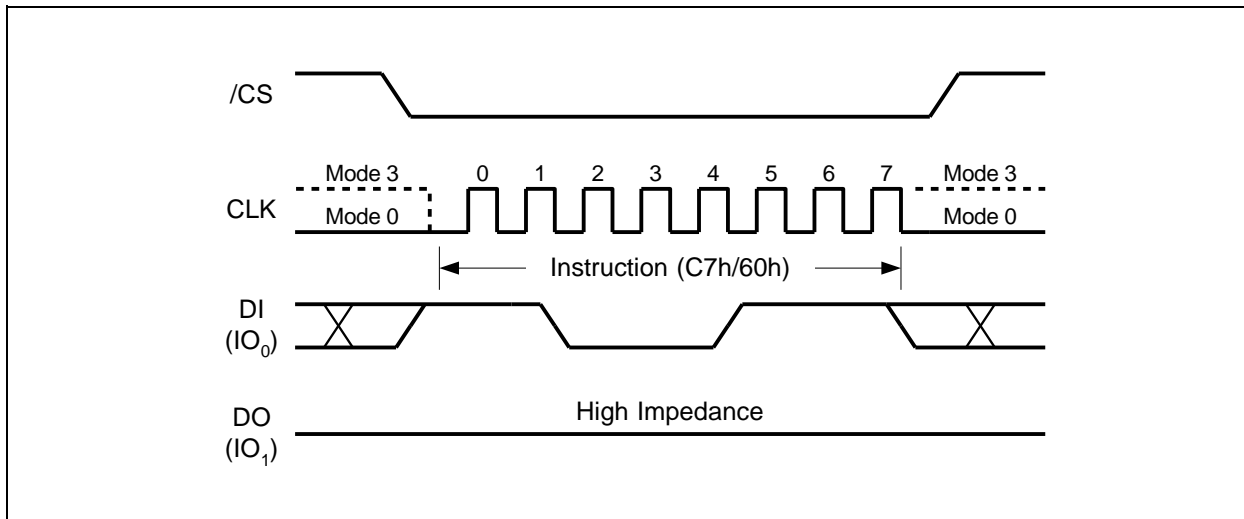 /CS
Mode 3 0 1 2 3 4 5 6 7 Mode 3
CLK Mode 0 Mode 0
Instruction (C7h/60h)
DI
(IO0)
High Impedance
DO
(IO1)